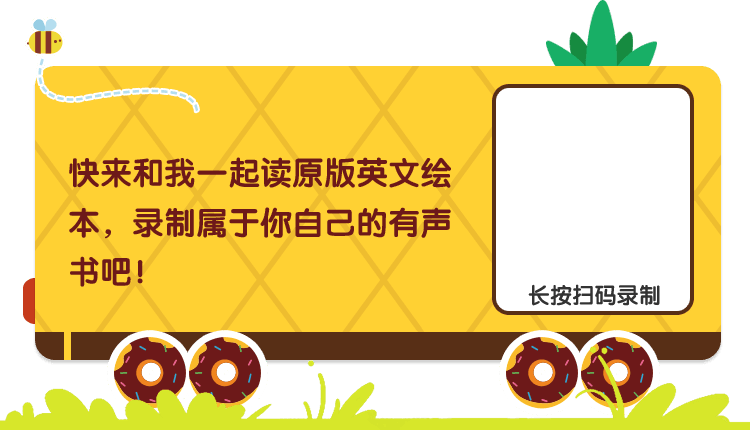 快来和我一起读原版英文绘
本，录制属于你自己的有声
书吧！
长按扫码录制